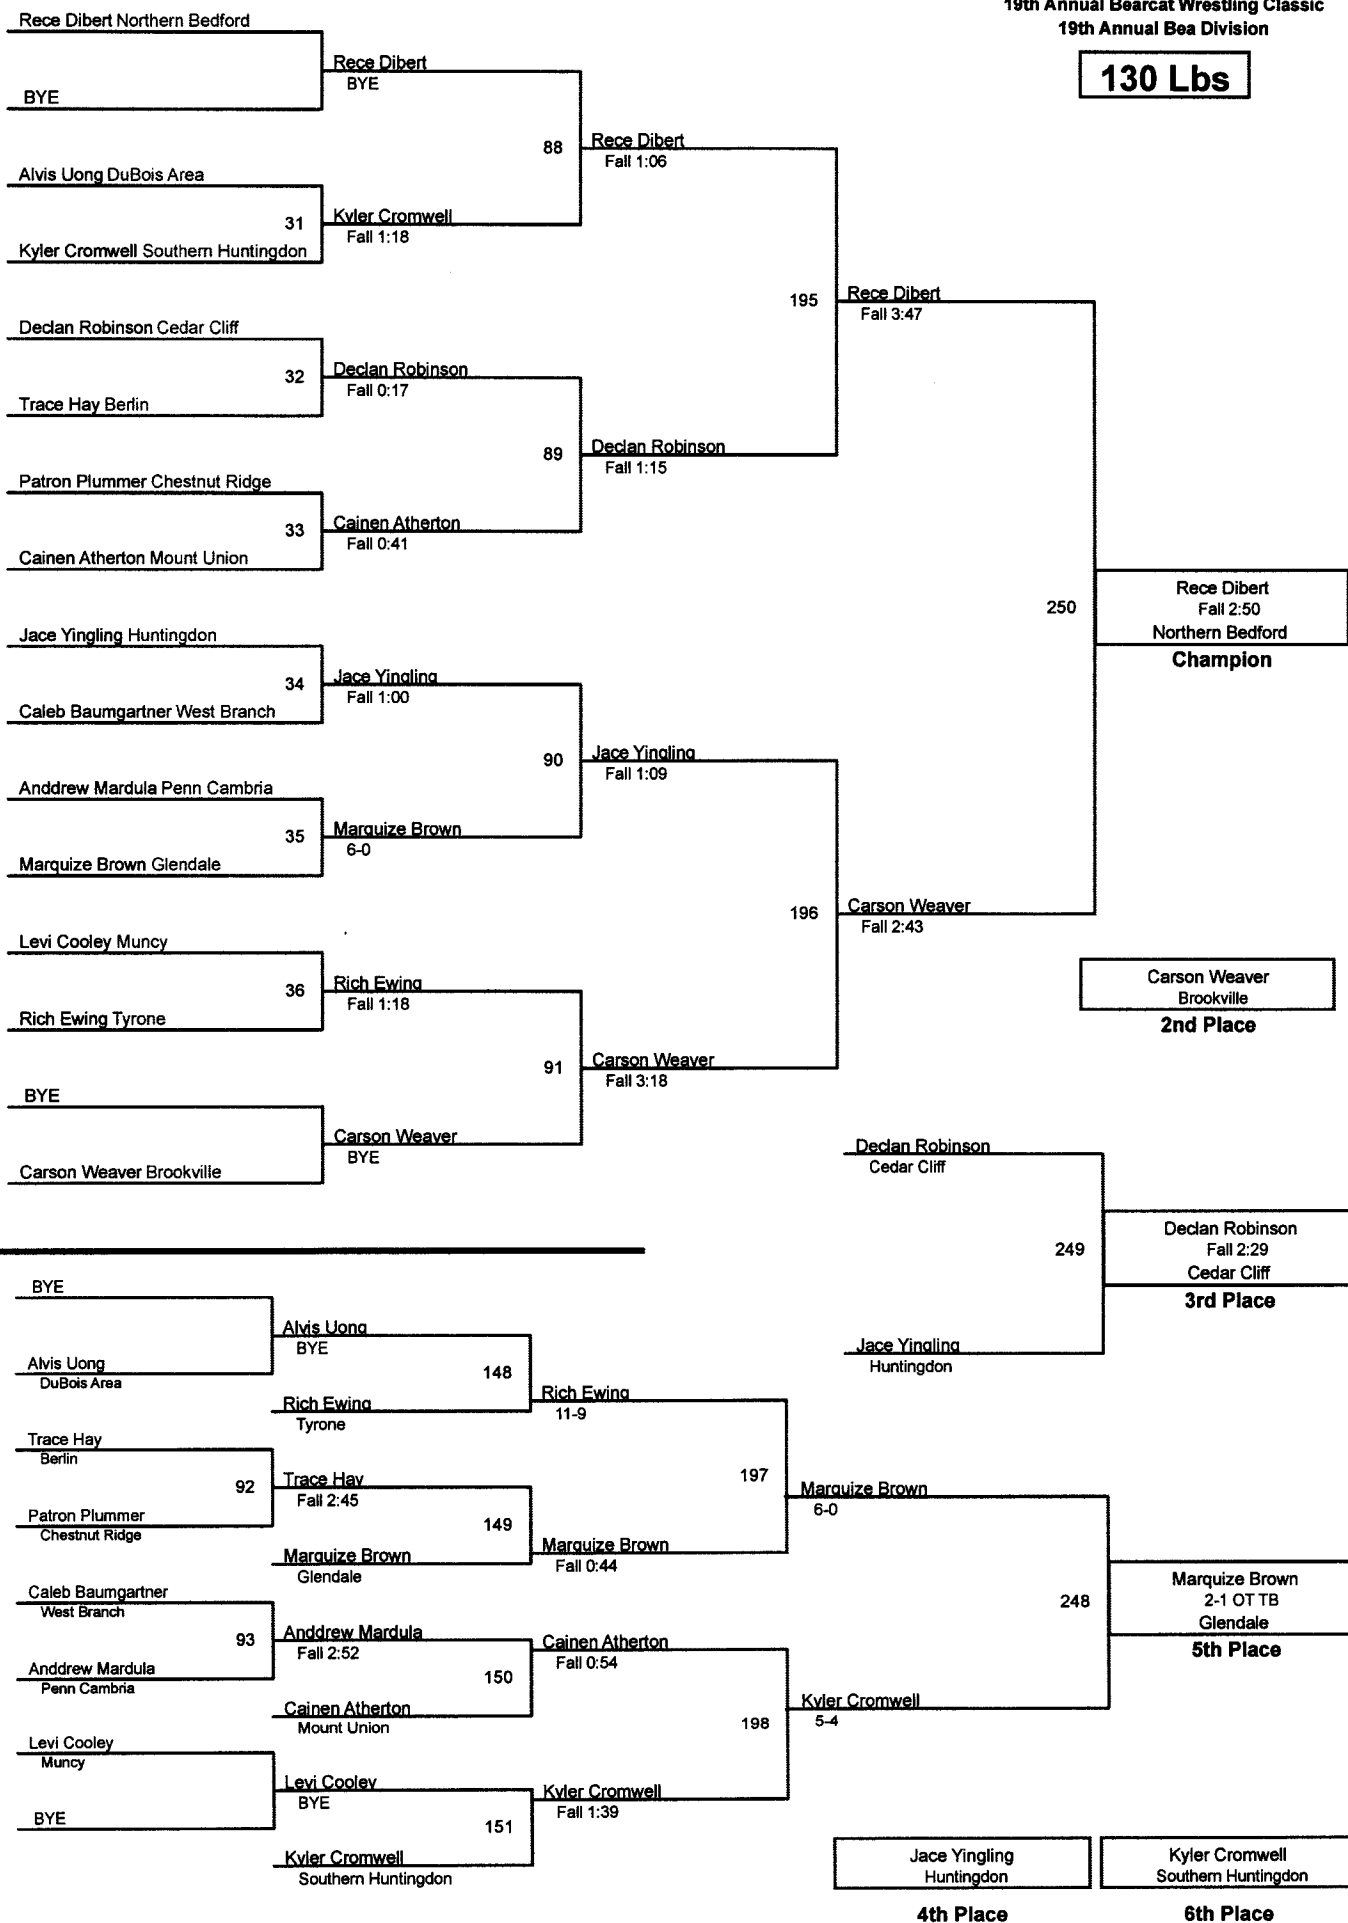 19th Annual Bearcat Wrestling Classic
19th Annual Bea Division
130 Lbs
Rece Dibert Northern Bedford
Rece Dibert
BYE
BYE
88
Rece Dibert
Fall 1:06
Alvis Uong DuBois Area
31
Kyler Cromwell
Fall 1:18
Kyler Cromwell Southern Huntingdon
195
Rece Dibert
Fall 3:47
Declan Robinson Cedar Cliff
32
Declan Robinson
Fall 0:17
Trace Hay Berlin
89
Declan Robinson
Fall 1:15
Patron Plummer Chestnut Ridge
33
Cainen Atherton
Fall 0:41
Cainen Atherton Mount Union
250
Rece Dibert
Fall 2:50
Northern Bedford
Champion
Jace Yingling Huntingdon
34
Jace Yingling
Fall 1:00
Caleb Baumgartner West Branch
90
Jace Yingling
Fall 1:09
Anddrew Mardula Penn Cambria
35
Marquize Brown
6-0
Marquize Brown Glendale
196
Carson Weaver
Fall 2:43
Levi Cooley Muncy
36
Rich Ewing
Fall 1:18
Rich Ewing Tyrone
91
Carson Weaver
Fall 3:18
BYE
Carson Weaver
BYE
Carson Weaver Brookville
Carson Weaver
Brookville
2nd Place
Declan Robinson
Cedar Cliff
249
Declan Robinson
Fall 2:29
Cedar Cliff
3rd Place
Jace Yingling
Huntingdon
BYE
Alvis Uong
BYE
Alvis Uong
DuBois Area
148
Rich Ewing
11-9
Rich Ewing
Tyrone
Trace Hay
Berlin
92
Trace Hay
Fall 2:45
Patron Plummer
Chestnut Ridge
149
Marquize Brown
Fall 0:44
Marquize Brown
Glendale
197
Marquize Brown
6-0
Caleb Baumgartner
West Branch
93
Anddrew Mardula
Fall 2:52
Anddrew Mardula
Penn Cambria
150
Cainen Atherton
Fall 0:54
Cainen Atherton
Mount Union
198
Kyler Cromwell
5-4
Levi Cooley
Muncy
Levi Cooley
BYE
BYE
151
Kyler Cromwell
Fall 1:39
Kyler Cromwell
Southern Huntingdon
248
Marquize Brown
2-1 OT TB
Glendale
5th Place
Jace Yingling
Huntingdon
4th Place
Kyler Cromwell
Southern Huntingdon
6th Place